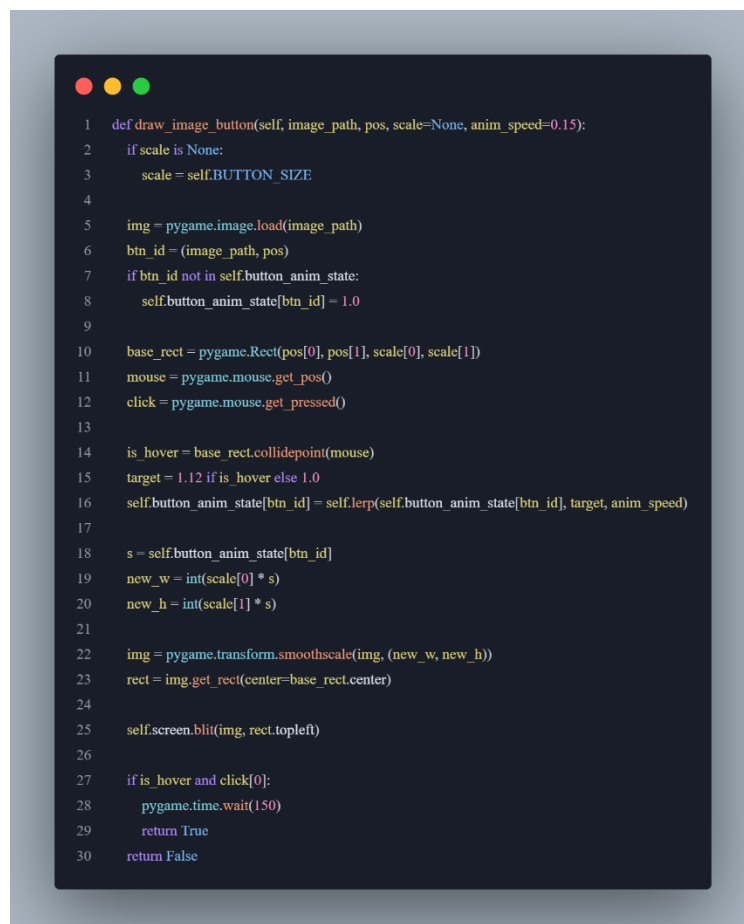 1 def draw_image_button(self, image_path, pos, scale=None, anim_speed=0.15):
2 if scale is None:
3 scale = self.BUTTON_SIZE
4
5 img = pygame.image.load(image_path)
6 btn_id = (image_path, pos)
7 if btn_id not in self.button_anim_state:
8 self.button_anim_state[btn_id] = 1.0
9
10 base_rect = pygame.Rect(pos[0], pos[1], scale[0], scale[1])
11 mouse = pygame.mouse.get_pos()
12 click = pygame.mouse.get_pressed()
13
14 is_hover = base_rect.collidepoint(mouse)
15 target = 1.12 if is_hover else 1.0
16 self.button_anim_state[btn_id] = self.lerp(self.button_anim_state[btn_id], target, anim_speed)
17
18 s = self.button_anim_state[btn_id]
19 new_w = int(scale[0] * s)
20 new_h = int(scale[1] * s)
21
22 img = pygame.transform.smoothscale(img, (new_w, new_h))
23 rect = img.get_rect(center=base_rect.center)
24
25 self.screen.blit(img, rect.topleft)
26
27 if is_hover and click[0]:
28 pygame.time.wait(150)
29 return True
30 return False